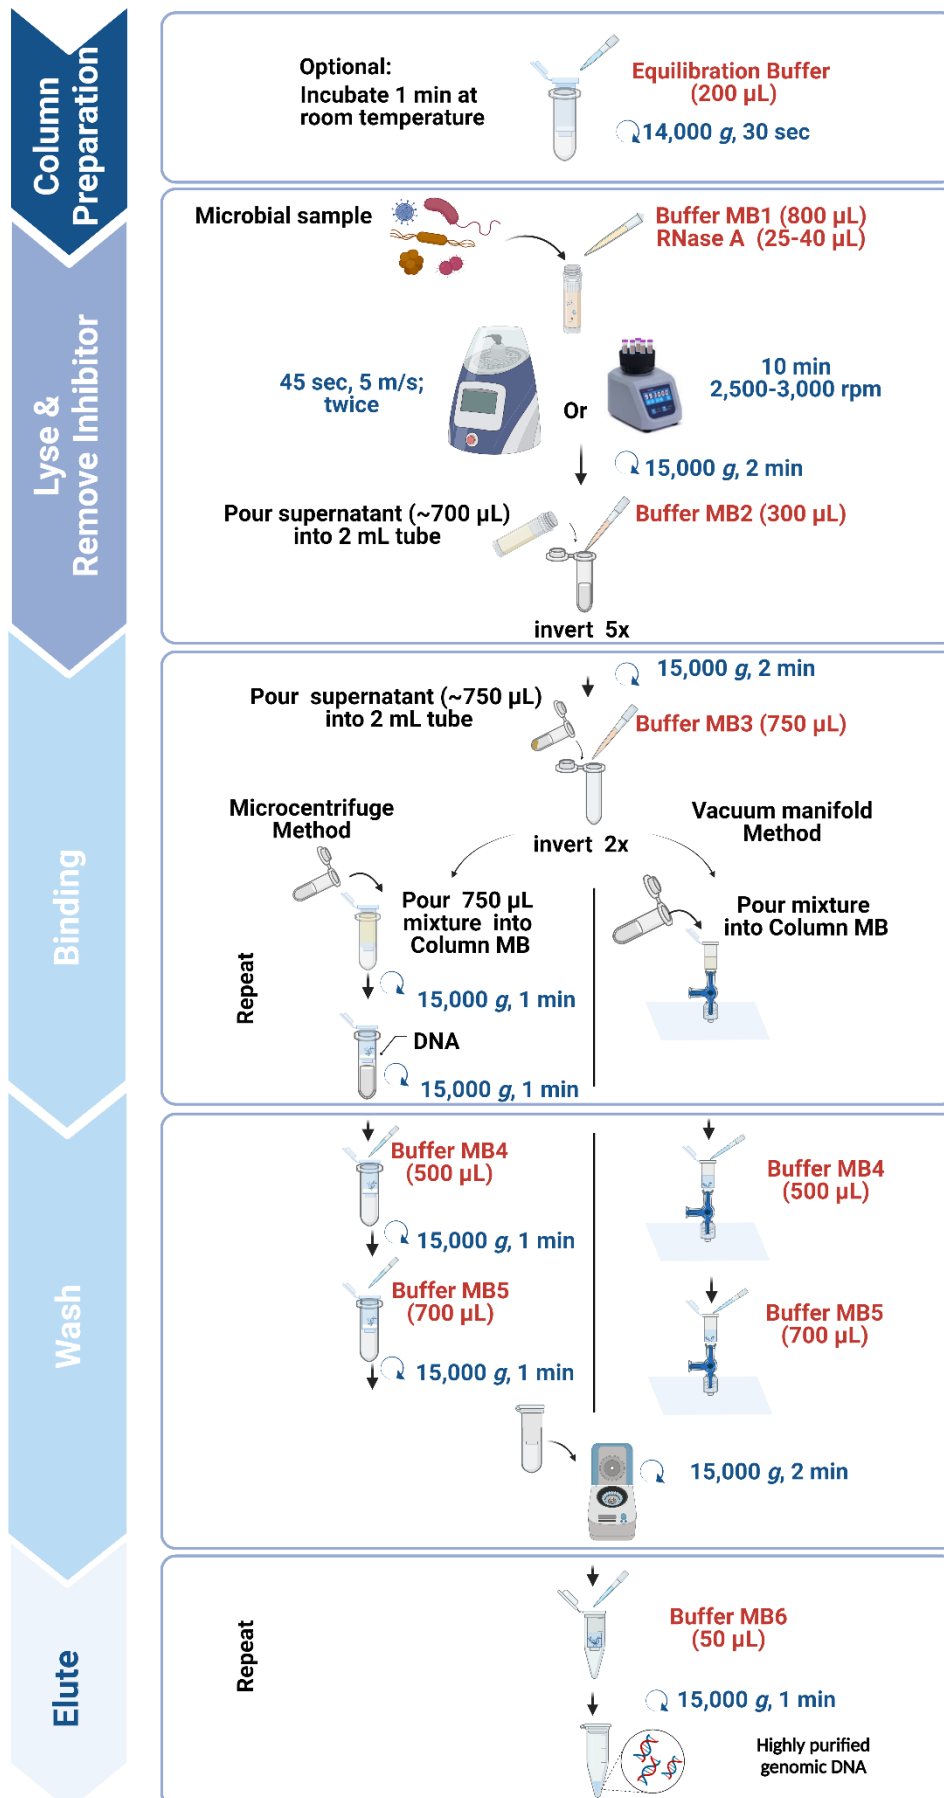 Column
Preparation
Optional:
Incubate 1 min at
room temperature
Equilibration Buffer
(200 µL)
14,000 g, 30 sec
Lyse &
Remove Inhibitor
Microbial sample
Buffer MB1 (800 µL)
RNase A (25-40 µL)
45 sec, 5 m/s;
twice
Or
10 min
2,500-3,000 rpm
15,000 g, 2 min
Pour supernatant (~700 µL)
into 2 mL tube
Buffer MB2 (300 µL)
invert 5x
Binding
15,000 g, 2 min
Pour supernatant (~750 µL)
into 2 mL tube
Buffer MB3 (750 µL)
invert 2x
Microcentrifuge
Method
Vacuum manifold
Method
Pour 750 µL
mixture into
Column MB
Pour mixture
into Column MB
Repeat
15,000 g, 1 min
DNA
15,000 g, 1 min
Wash
Buffer MB4
(500 µL)
15,000 g, 1 min
Buffer MB5
(700 µL)
15,000 g, 1 min
Buffer MB4
(500 µL)
Buffer MB5
(700 µL)
15,000 g, 2 min
Elute
Repeat
Buffer MB6
(50 µL)
15,000 g, 1 min
Highly purified
genomic DNA